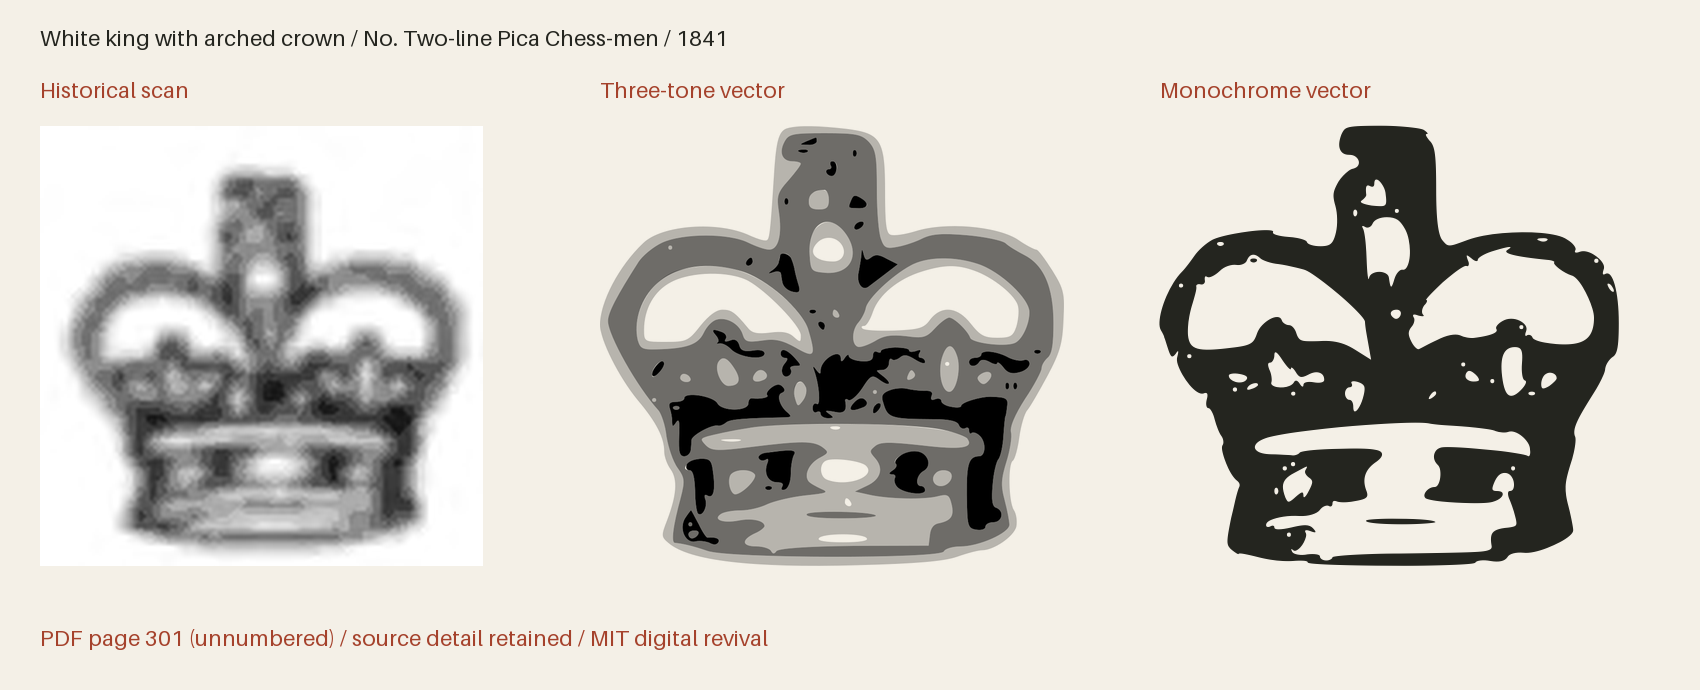 White king with arched crown / No. Two-line Pica Chess-men / 1841
Historical scan
Three-tone vector
Monochrome vector
PDF page 301 (unnumbered) / source detail retained / MIT digital revival